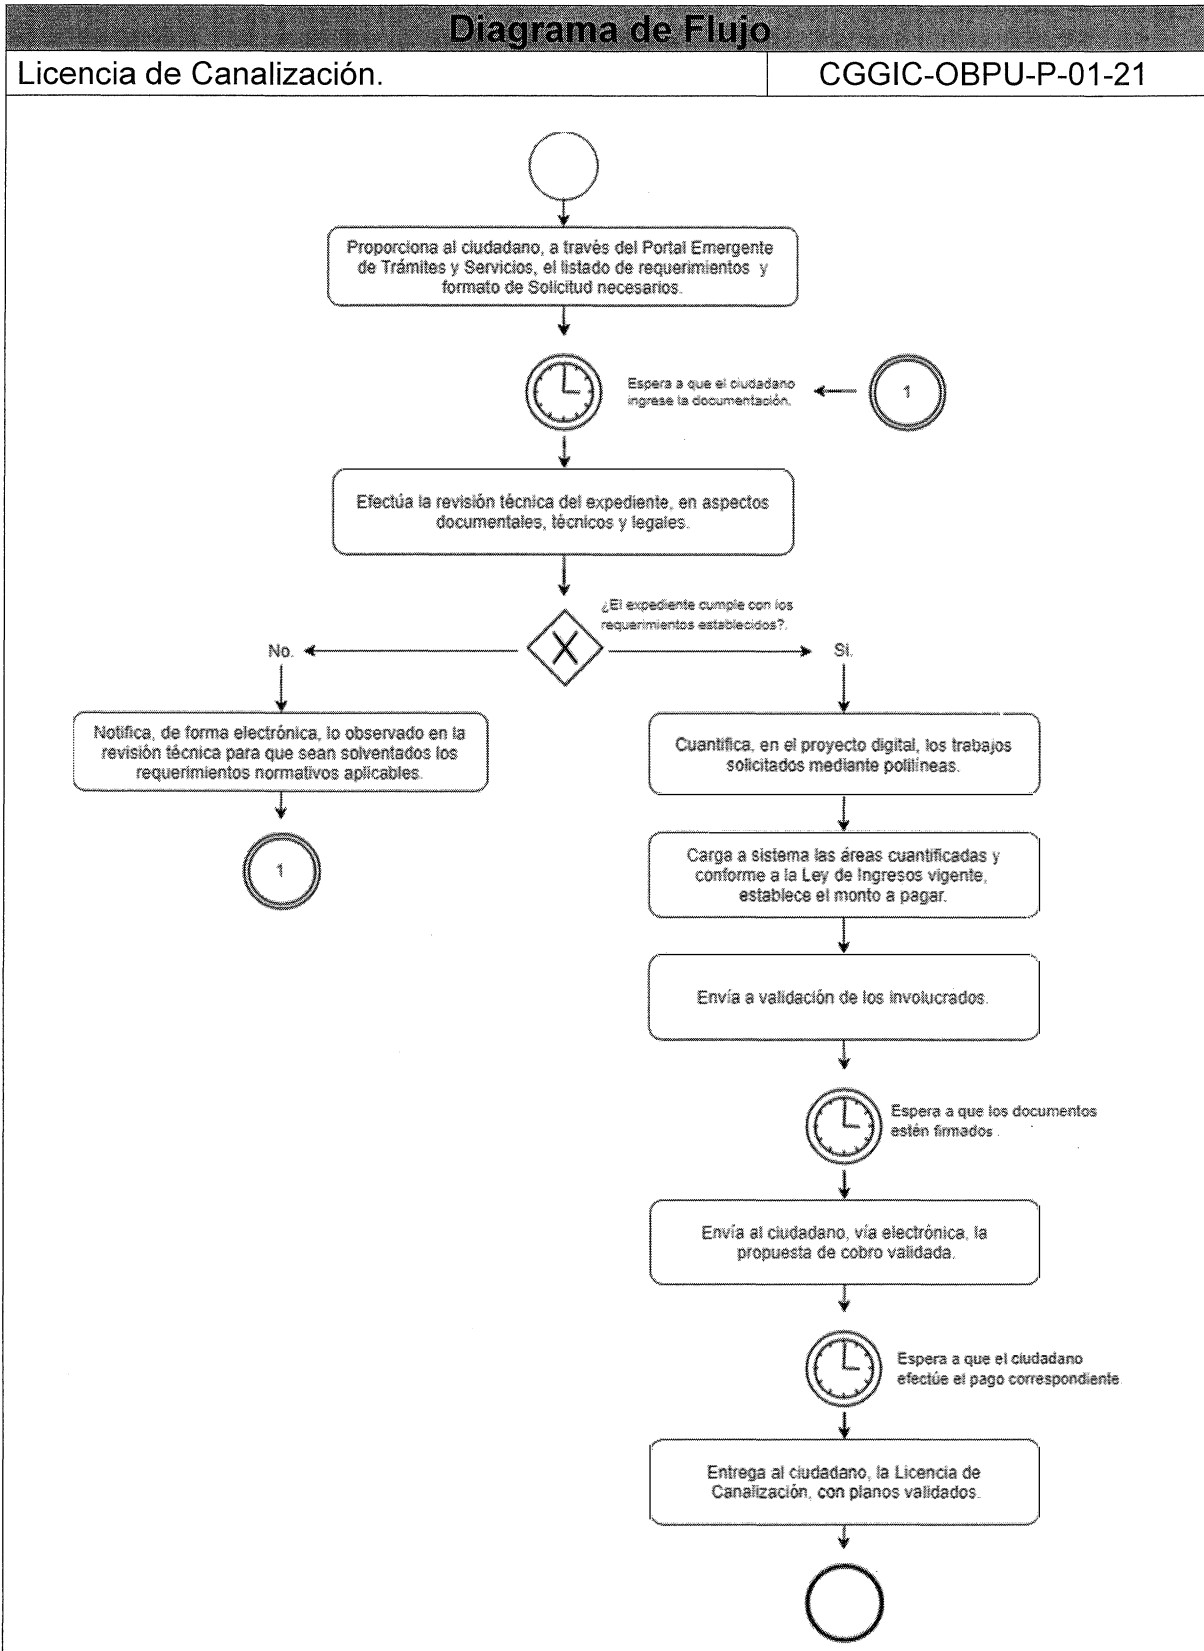 Diagrama de Flujo
Licencia de Canalización.
CGGIC-OBPU-P-01-21
Proporciona al ciudadano, a través del Portal Emergente
de Trámites y Servicios, el listado de requerimientos y
formato de Solicitud necesarios.
Espera a que el ciudadano
ingrese la documentación.
1
Efectúa la revisión técnica del expediente, en aspectos
documentales, técnicos y legales.
¿El expediente cumple con los
requerimientos establecidos?.
No.
Si.
Notifica, de forma electrónica, lo observado en la
revisión técnica para que sean solventados los
requerimientos normativos aplicables.
1
Cuantifica, en el proyecto digital, los trabajos
solicitados mediante polilíneas.
Carga a sistema las áreas cuantificadas y
conforme a la Ley de Ingresos vigente,
establece el monto a pagar.
Envía a validación de los involucrados.
Espera a que los documentos
estén firmados.
Envía al ciudadano, vía electrónica, la
propuesta de cobro validada.
Espera a que el ciudadano
efectúe el pago correspondiente.
Entrega al ciudadano, la Licencia de
Canalización, con planos validados.